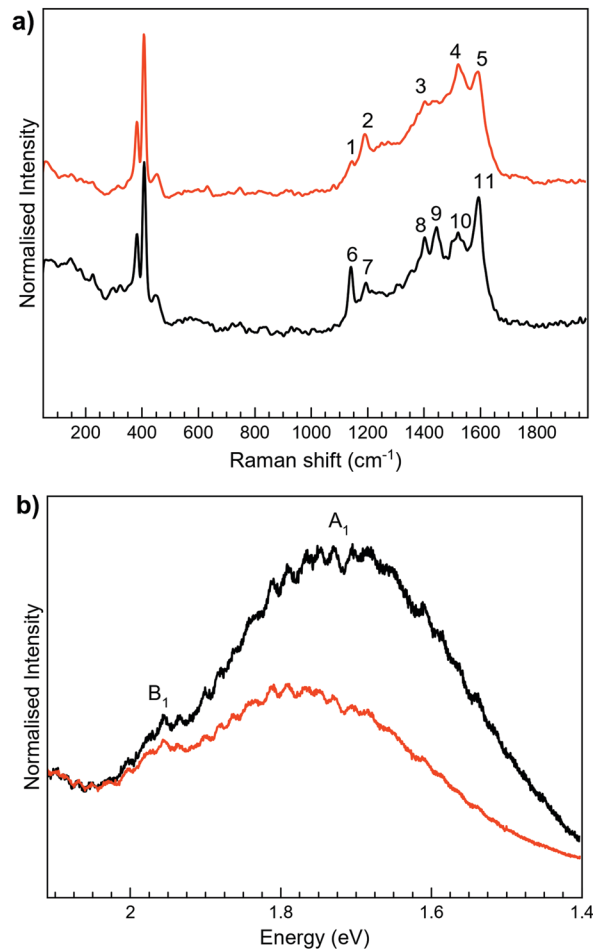 a)
Normalised Intensity
1
2
3
4
5
6
7
8
9
10
11
200 400 600 800 1000 1200 1400 1600 1800
Raman shift (cm⁻¹)
b)
Normalised Intensity
A₁
B₁
2 1.8 1.6 1.4
Energy (eV)